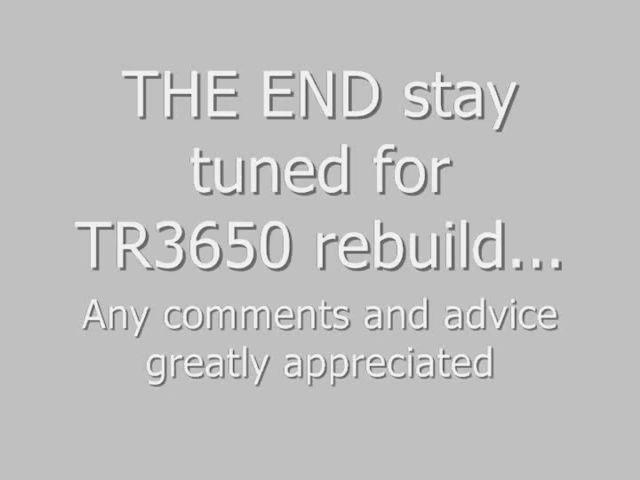 THE END stay
tuned for
TR3650 rebuild...
Any comments and advice
greatly appreciated